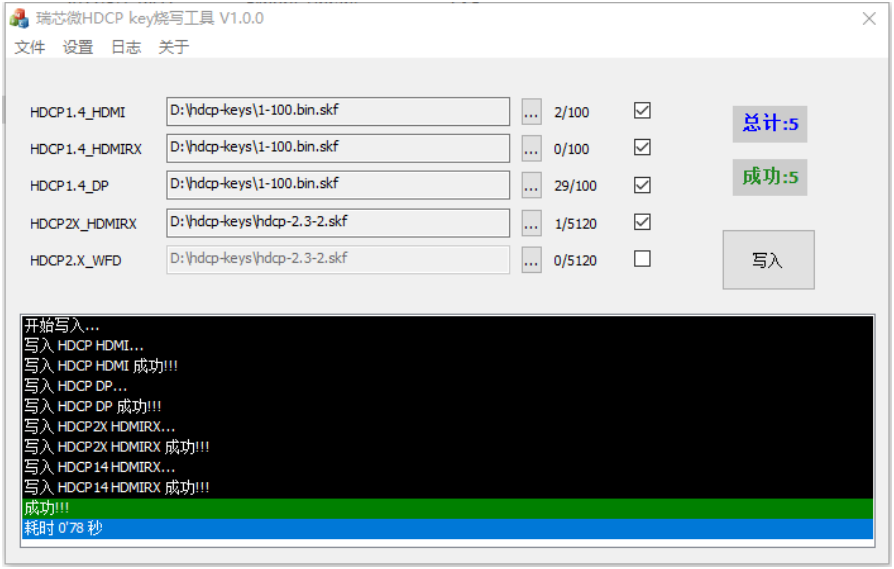 瑞芯微HDCP key烧写工具 V1.0.0
文件 设置 日志 关于
HDCP1.4_HDMI D:\hdcp-keys\1-100.bin.skf ... 2/100
HDCP1.4_HDMIRX D:\hdcp-keys\1-100.bin.skf ... 0/100
HDCP1.4_DP D:\hdcp-keys\1-100.bin.skf ... 29/100
HDCP2X_HDMIRX D:\hdcp-keys\hdcp-2.3-2.skf ... 1/5120
HDCP2.X_WFD D:\hdcp-keys\hdcp-2.3-2.skf ... 0/5120
总计:5
成功:5
写入
开始写入...
写入 HDCP HDMI...
写入 HDCP HDMI 成功!!!
写入 HDCP DP...
写入 HDCP DP 成功!!!
写入 HDCP2X HDMIRX...
写入 HDCP2X HDMIRX 成功!!!
写入 HDCP14 HDMIRX...
写入 HDCP14 HDMIRX 成功!!!
成功!!!
耗时 0'78 秒